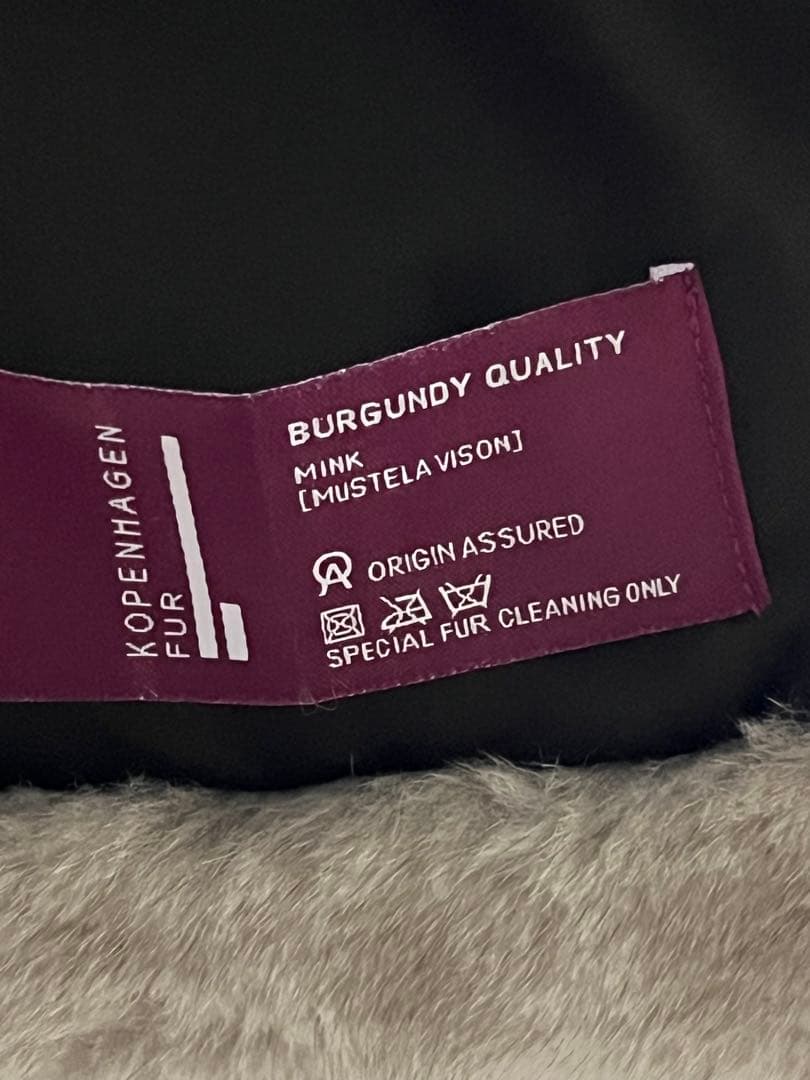 KOPENHAGEN
FUR
BURGUNDY QUALITY
MINK
[MUSTELA VISON]
ORIGIN ASSURED
SPECIAL FUR CLEANING ONLY